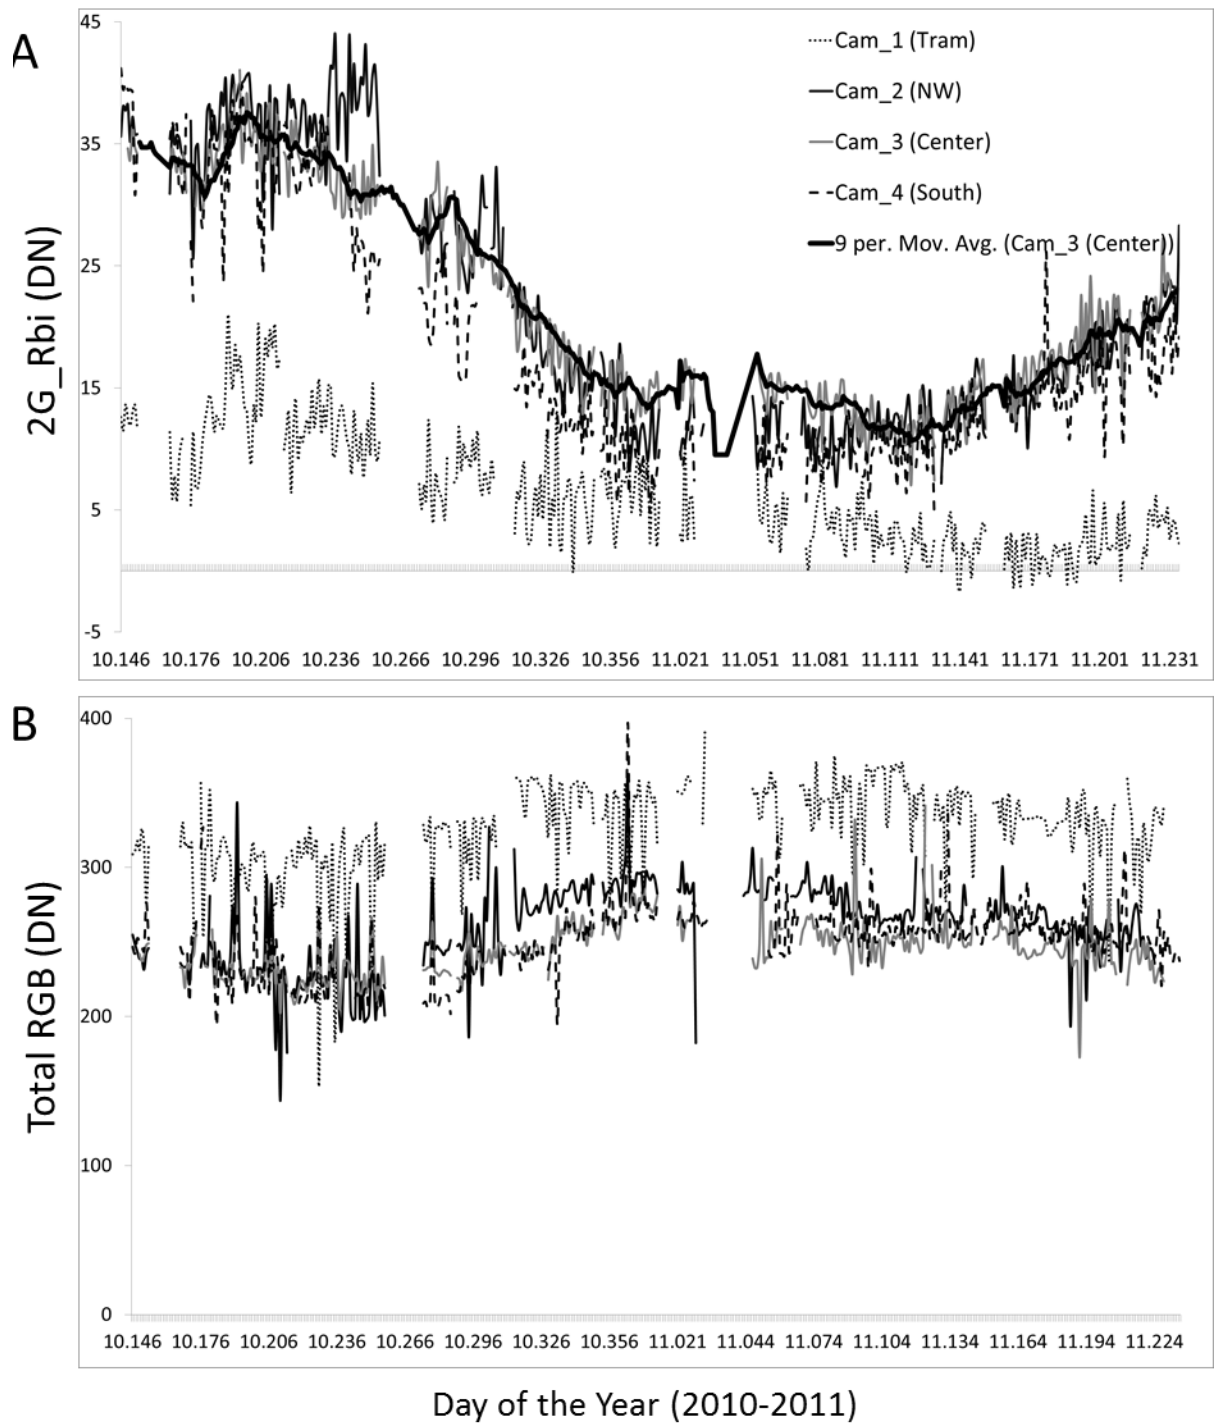 A
45
35
25
15
5
-5
2G_Rbi (DN)
Cam_1 (Tram)
Cam_2 (NW)
Cam_3 (Center)
Cam_4 (South)
9 per. Mov. Avg. (Cam_3 (Center))
10.146 10.176 10.206 10.236 10.266 10.296 10.326 10.356 11.021 11.051 11.081 11.111 11.141 11.171 11.201 11.231
B
400
300
200
100
0
Total RGB (DN)
10.146 10.176 10.206 10.236 10.266 10.296 10.326 10.356 11.021 11.044 11.074 11.104 11.134 11.164 11.194 11.224
Day of the Year (2010-2011)